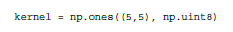 kernel = np.ones((5,5), np.uint8)